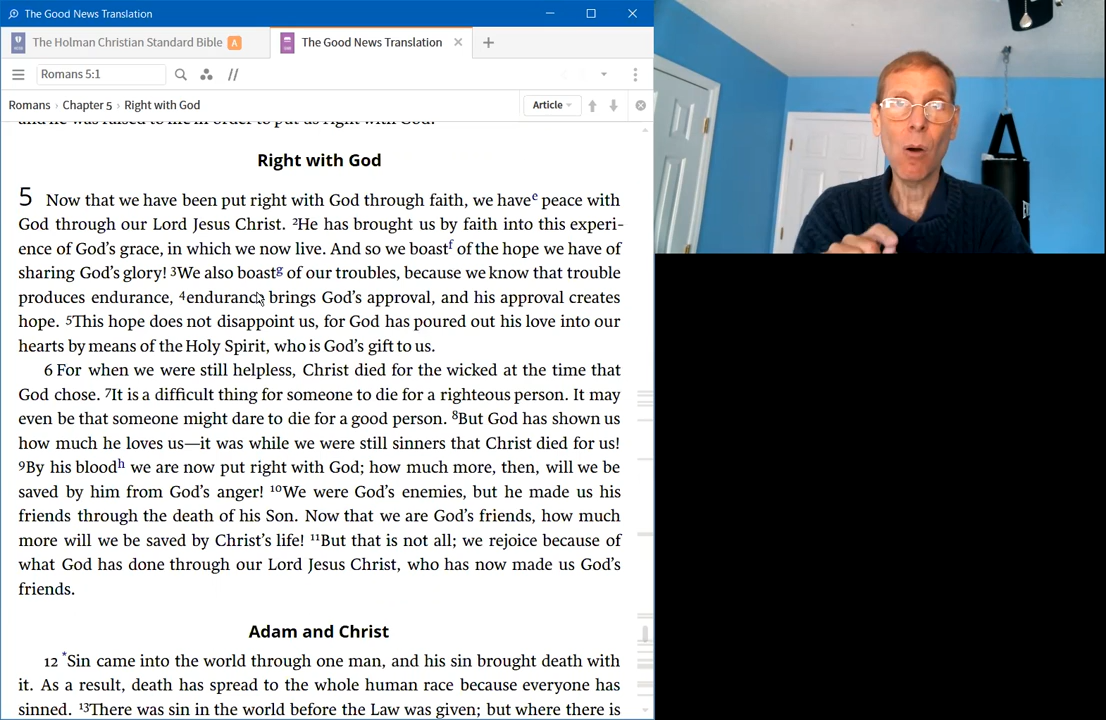 The Good News Translation
The Holman Christian Standard Bible A
The Good News Translation
Romans 5:1
Romans › Chapter 5 › Right with God
Article
and he was raised to life in order to put us right with God.
Right with God
5 Now that we have been put right with God through faith, we haveᵉ peace with
God through our Lord Jesus Christ. ²He has brought us by faith into this experi-
ence of God’s grace, in which we now live. And so we boastᶠ of the hope we have of
sharing God’s glory! ³We also boastᵍ of our troubles, because we know that trouble
produces endurance, ⁴endurance brings God’s approval, and his approval creates
hope. ⁵This hope does not disappoint us, for God has poured out his love into our
hearts by means of the Holy Spirit, who is God’s gift to us.
6 For when we were still helpless, Christ died for the wicked at the time that
God chose. ⁷It is a difficult thing for someone to die for a righteous person. It may
even be that someone might dare to die for a good person. ⁸But God has shown us
how much he loves us—it was while we were still sinners that Christ died for us!
⁹By his bloodʰ we are now put right with God; how much more, then, will we be
saved by him from God’s anger! ¹⁰We were God’s enemies, but he made us his
friends through the death of his Son. Now that we are God’s friends, how much
more will we be saved by Christ’s life! ¹¹But that is not all; we rejoice because of
what God has done through our Lord Jesus Christ, who has now made us God’s
friends.
Adam and Christ
12 *Sin came into the world through one man, and his sin brought death with
it. As a result, death has spread to the whole human race because everyone has
sinned. ¹³There was sin in the world before the Law was given; but where there is